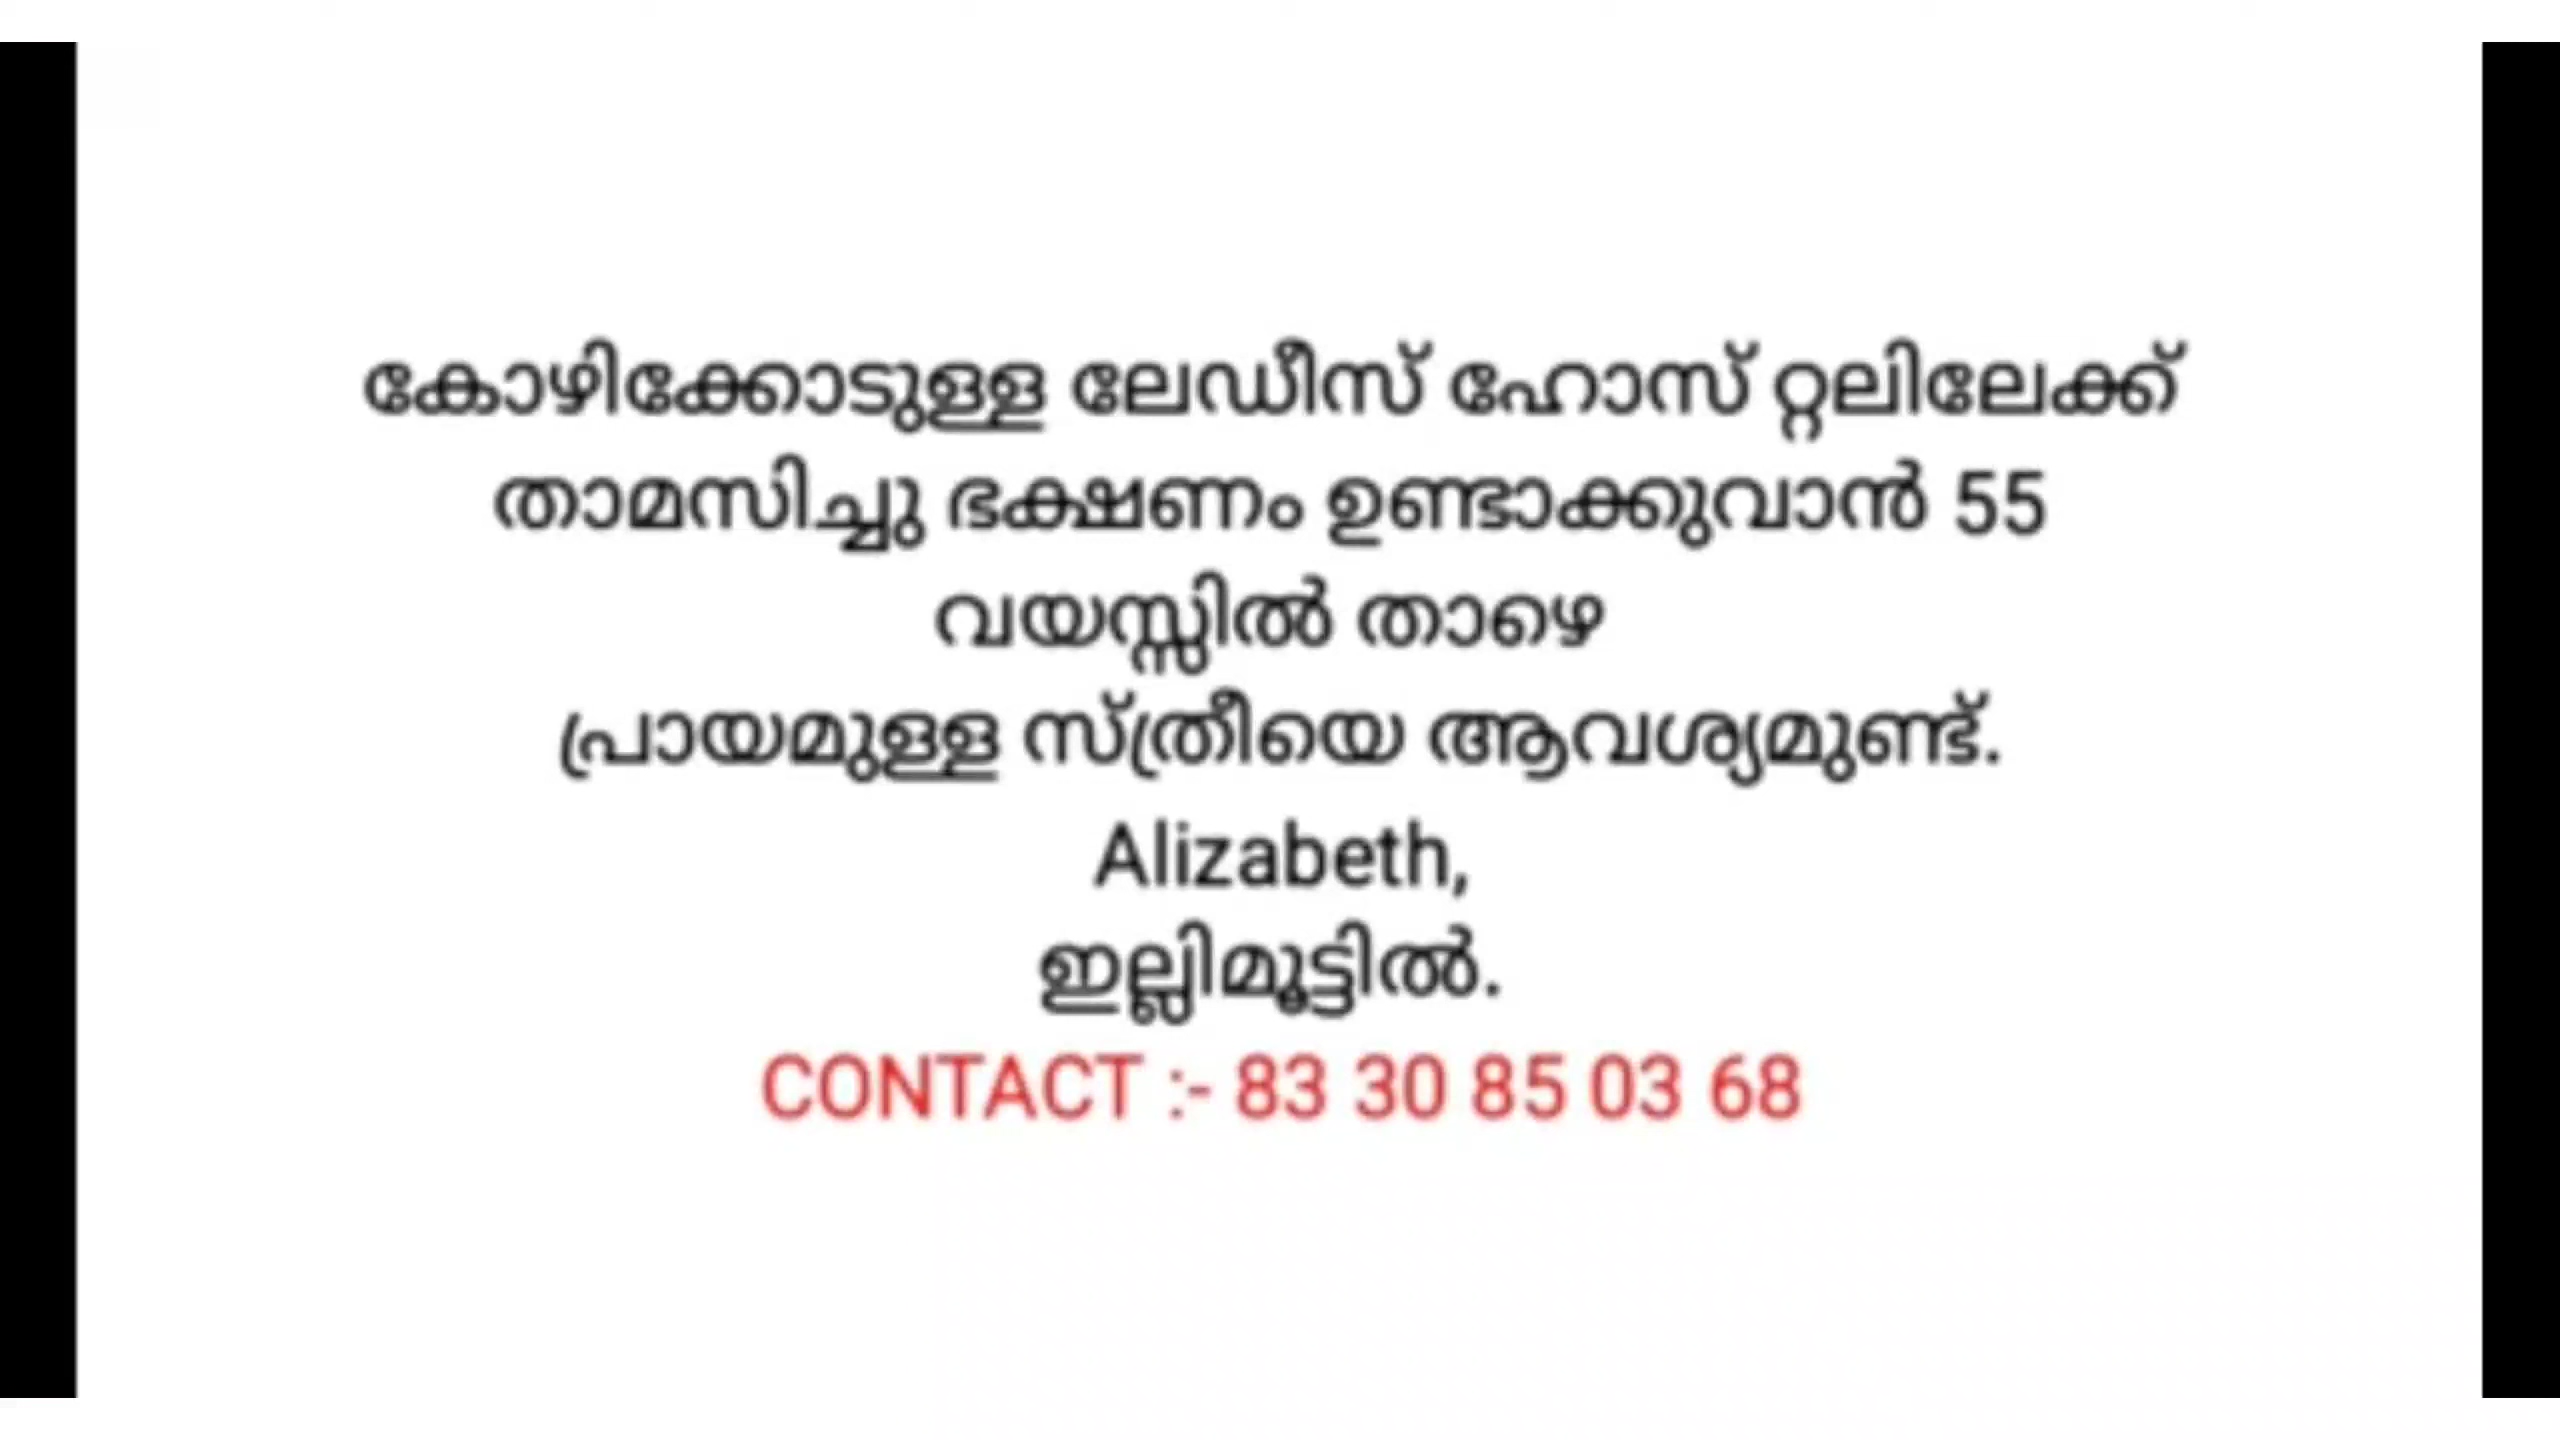 കോഴിക്കോടുള്ള ലേഡീസ് ഹോസ് റ്റലിലേക്ക്
താമസിച്ചു ഭക്ഷണം ഉണ്ടാക്കുവാൻ 55
വയസ്സിൽ താഴെ
പ്രായമുള്ള സ്ത്രീയെ ആവശ്യമുണ്ട്.
Alizabeth,
ഇല്ലിമൂട്ടിൽ.
CONTACT :- 83 30 85 03 68